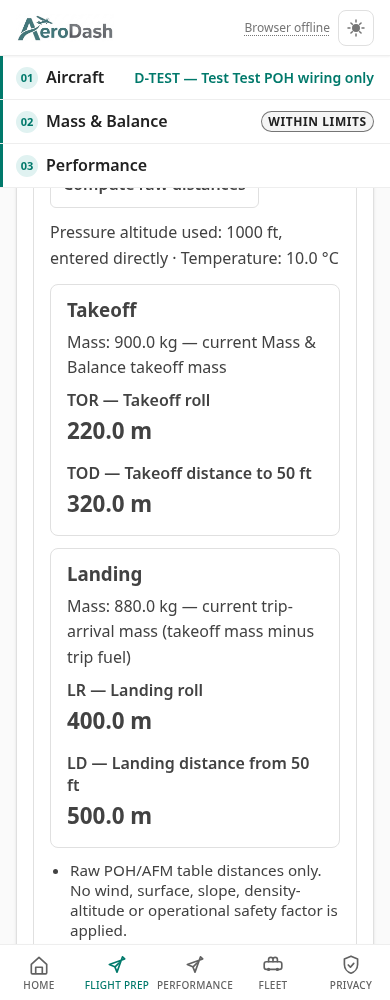 AeroDash
Browser offline
01 Aircraft D-TEST — Test Test POH wiring only
02 Mass & Balance WITHIN LIMITS
03 Performance
Compute raw distances
Pressure altitude used: 1000 ft,
entered directly · Temperature: 10.0 °C
Takeoff
Mass: 900.0 kg — current Mass &
Balance takeoff mass
TOR — Takeoff roll
220.0 m
TOD — Takeoff distance to 50 ft
320.0 m
Landing
Mass: 880.0 kg — current trip-
arrival mass (takeoff mass minus
trip fuel)
LR — Landing roll
400.0 m
LD — Landing distance from 50
ft
500.0 m
• Raw POH/AFM table distances only.
No wind, surface, slope, density-
altitude or operational safety factor is
applied.
HOME FLIGHT PREP PERFORMANCE FLEET PRIVACY